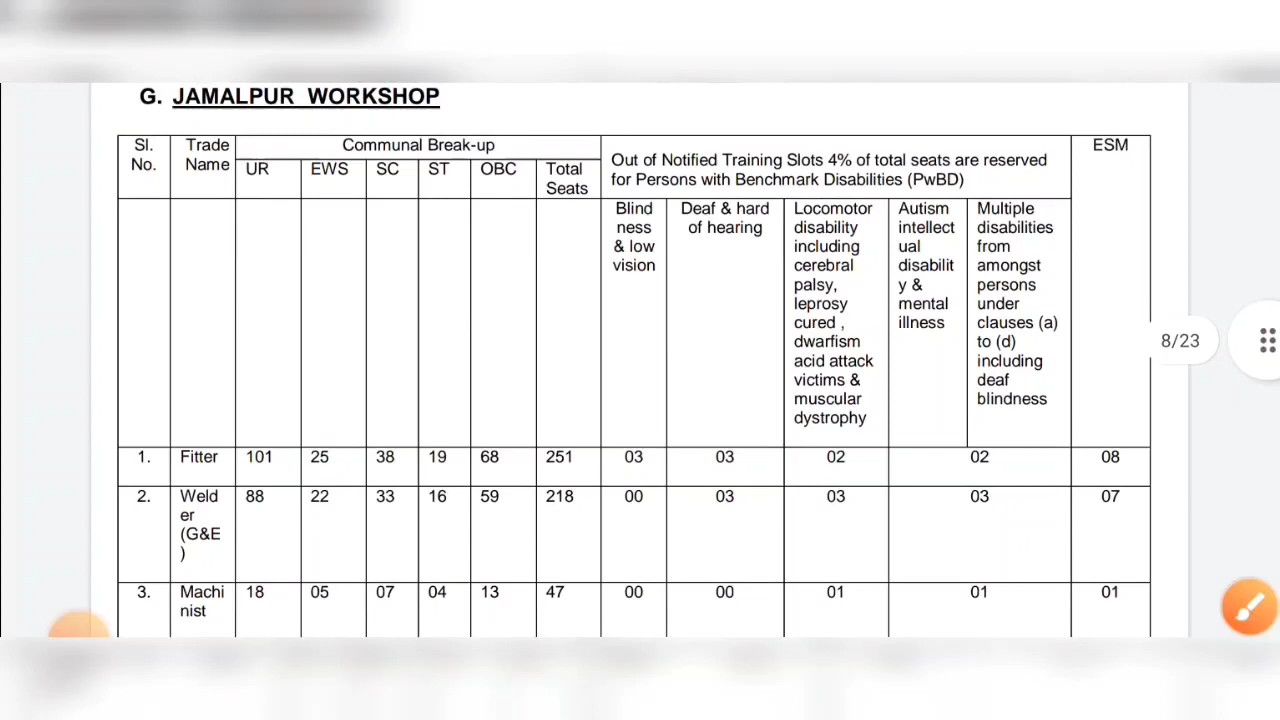 G. JAMALPUR WORKSHOP
Sl. No. Trade Name Communal Break-up Out of Notified Training Slots 4% of total seats are reserved for Persons with Benchmark Disabilities (PwBD) ESM
UR EWS SC ST OBC Total Seats
Blind ness & low vision
Deaf & hard of hearing
Locomotor disability including cerebral palsy, leprosy cured , dwarfism acid attack victims & muscular dystrophy
Autism intellect ual disabilit y & mental illness
Multiple disabilities from amongst persons under clauses (a) to (d) including deaf blindness
8/23
1. Fitter 101 25 38 19 68 251 03 03 02 02 08
2. Weld er (G&E ) 88 22 33 16 59 218 00 03 03 03 07
3. Machi nist 18 05 07 04 13 47 00 00 01 01 01